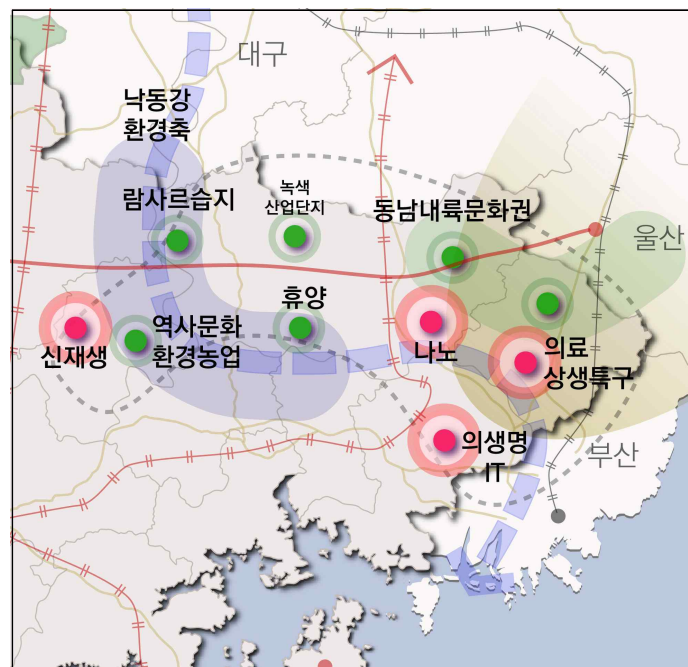 대구
낙동강
환경축
람사르습지
녹색
산업단지
동남내륙문화권
울산
신재생
역사문화
환경농업
휴양
나노
의료
상생특구
의생명
IT
부산